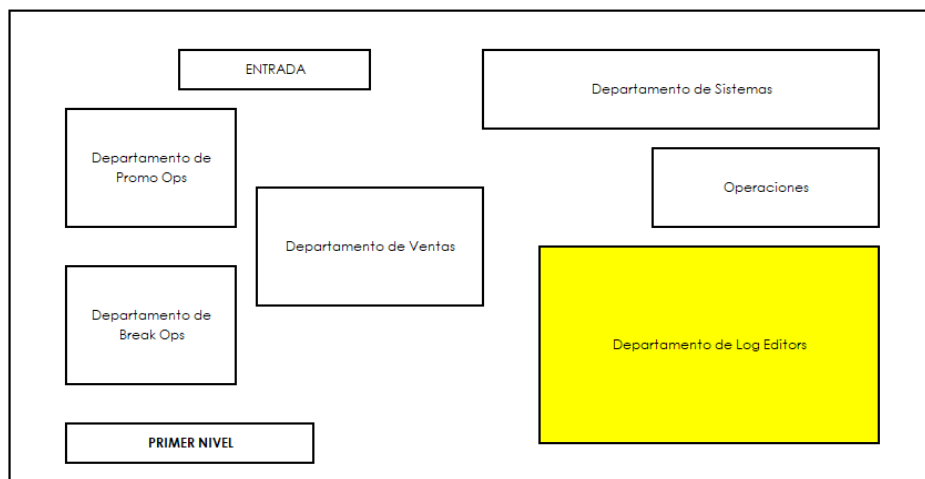 ENTRADA
Departamento de Sistemas
Departamento de
Promo Ops
Operaciones
Departamento de Ventas
Departamento de
Break Ops
Departamento de Log Editors
PRIMER NIVEL